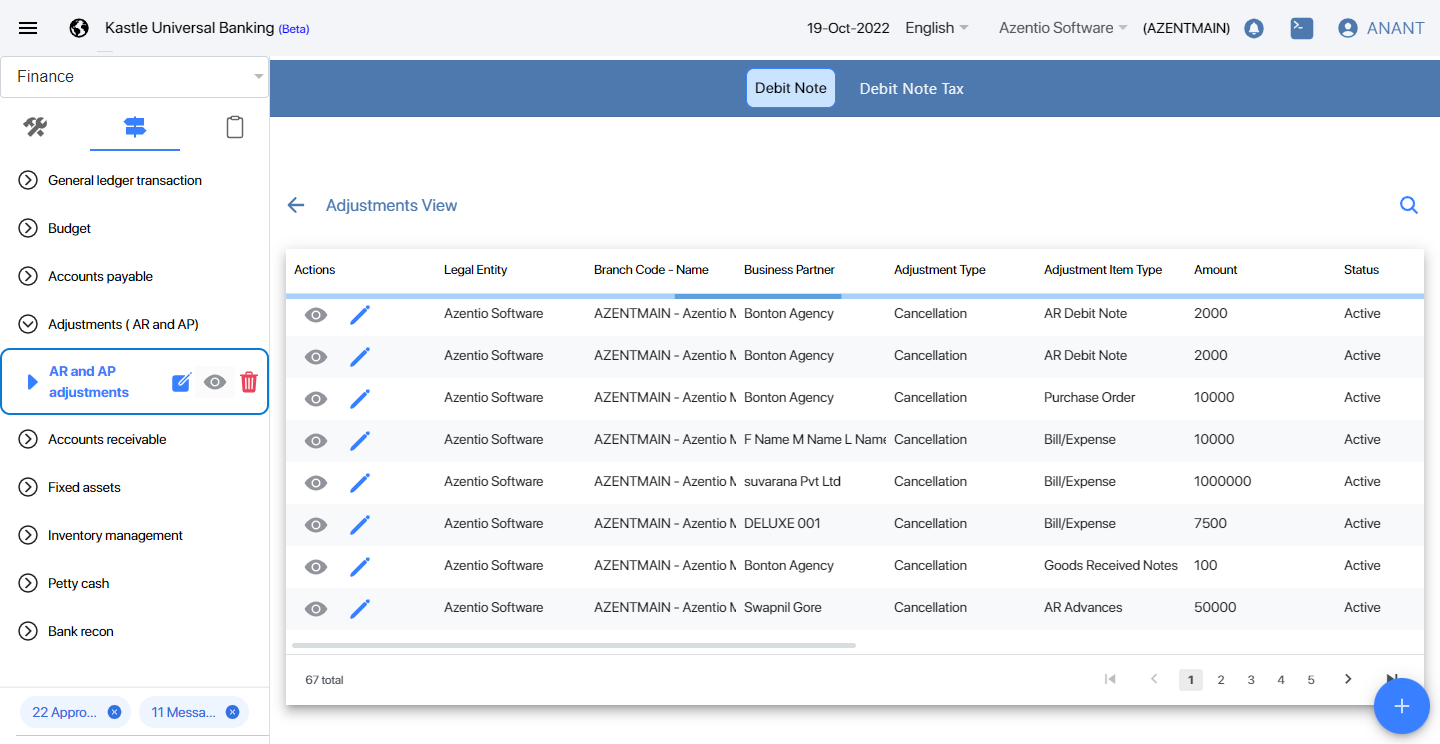 Kastle Universal Banking (Beta)
19-Oct-2022 English Azentio Software (AZENTMAIN) ANANT
Finance
Debit Note Debit Note Tax
General ledger transaction
Budget
Accounts payable
Adjustments ( AR and AP)
AR and AP
adjustments
Accounts receivable
Fixed assets
Inventory management
Petty cash
Bank recon
22 Appro... 11 Messa...
Adjustments View
Actions Legal Entity Branch Code - Name Business Partner Adjustment Type Adjustment Item Type Amount Status
Azentio Software AZENTMAIN - Azentio M Bonton Agency Cancellation AR Debit Note 2000 Active
Azentio Software AZENTMAIN - Azentio M Bonton Agency Cancellation AR Debit Note 2000 Active
Azentio Software AZENTMAIN - Azentio M Bonton Agency Cancellation Purchase Order 10000 Active
Azentio Software AZENTMAIN - Azentio M F Name M Name L Name Cancellation Bill/Expense 10000 Active
Azentio Software AZENTMAIN - Azentio M suvarana Pvt Ltd Cancellation Bill/Expense 1000000 Active
Azentio Software AZENTMAIN - Azentio M DELUXE 001 Cancellation Bill/Expense 7500 Active
Azentio Software AZENTMAIN - Azentio M Bonton Agency Cancellation Goods Received Notes 100 Active
Azentio Software AZENTMAIN - Azentio M Swapnil Gore Cancellation AR Advances 50000 Active
67 total 1 2 3 4 5